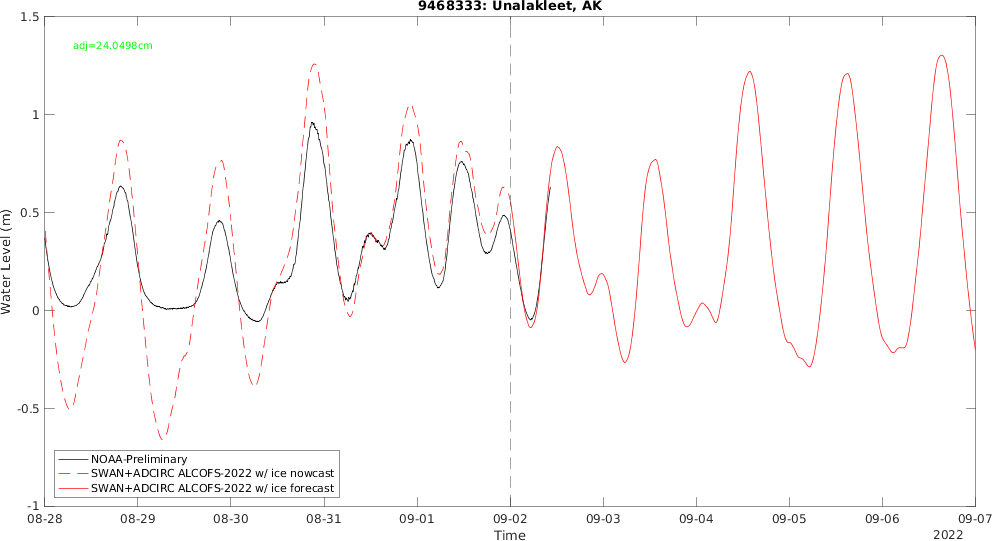 9468333: Unalakleet, AK
1.5
adj=24.0498cm
1
0.5
Water Level (m)
0
-0.5
NOAA-Preliminary
SWAN+ADCIRC ALCOFS-2022 w/ ice nowcast
SWAN+ADCIRC ALCOFS-2022 w/ ice forecast
-1
08-28 08-29 08-30 08-31 09-01 09-02 09-03 09-04 09-05 09-06 09-07
Time
2022